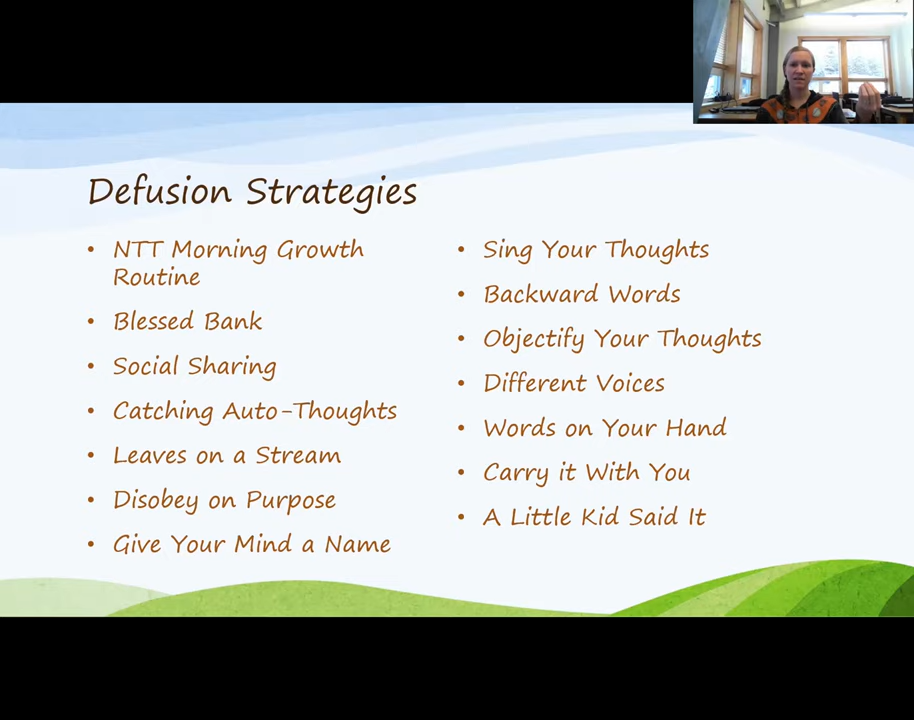 Defusion Strategies
• NTT Morning Growth
Routine
• Blessed Bank
• Social Sharing
• Catching Auto-Thoughts
• Leaves on a Stream
• Disobey on Purpose
• Give Your Mind a Name
• Sing Your Thoughts
• Backward Words
• Objectify Your Thoughts
• Different Voices
• Words on Your Hand
• Carry it With You
• A Little Kid Said It